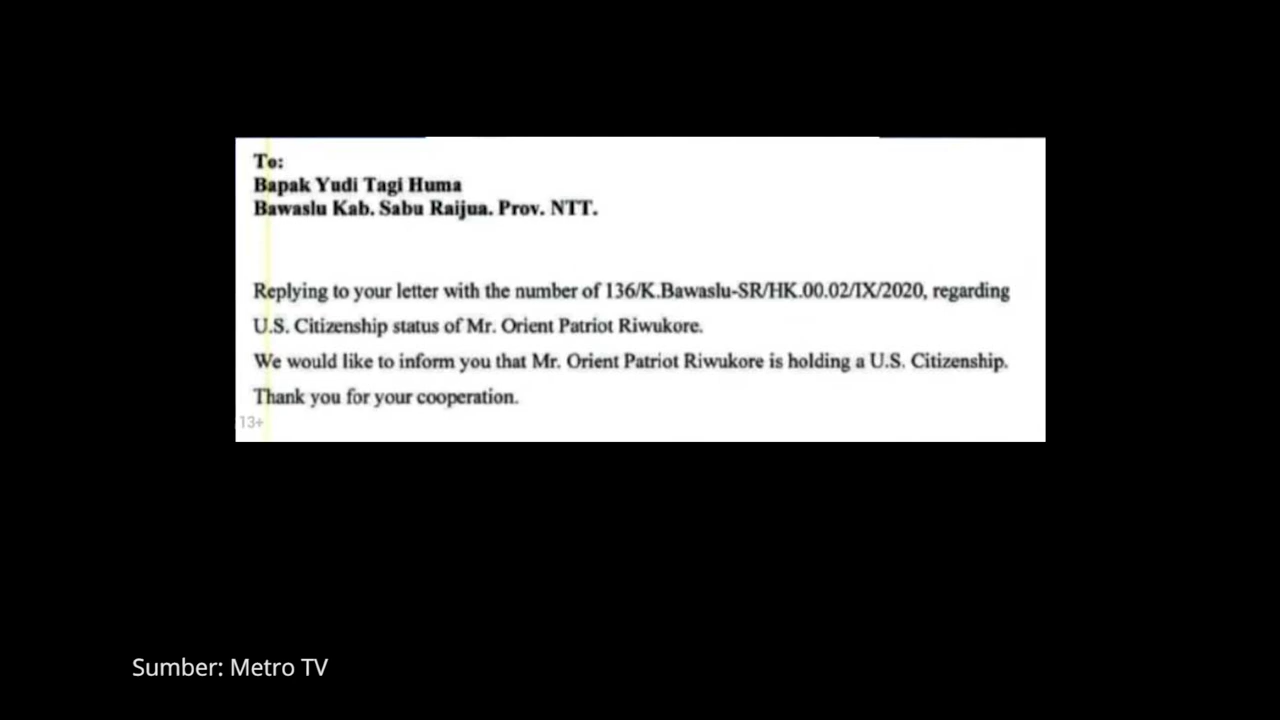 To:
Bapak Yudi Tagi Huma
Bawaslu Kab. Sabu Raijua. Prov. NTT.
Replying to your letter with the number of 136/K.Bawaslu-SR/HK.00.02/IX/2020, regarding
U.S. Citizenship status of Mr. Orient Patriot Riwukore.
We would like to inform you that Mr. Orient Patriot Riwukore is holding a U.S. Citizenship.
Thank you for your cooperation.
13+
Sumber: Metro TV